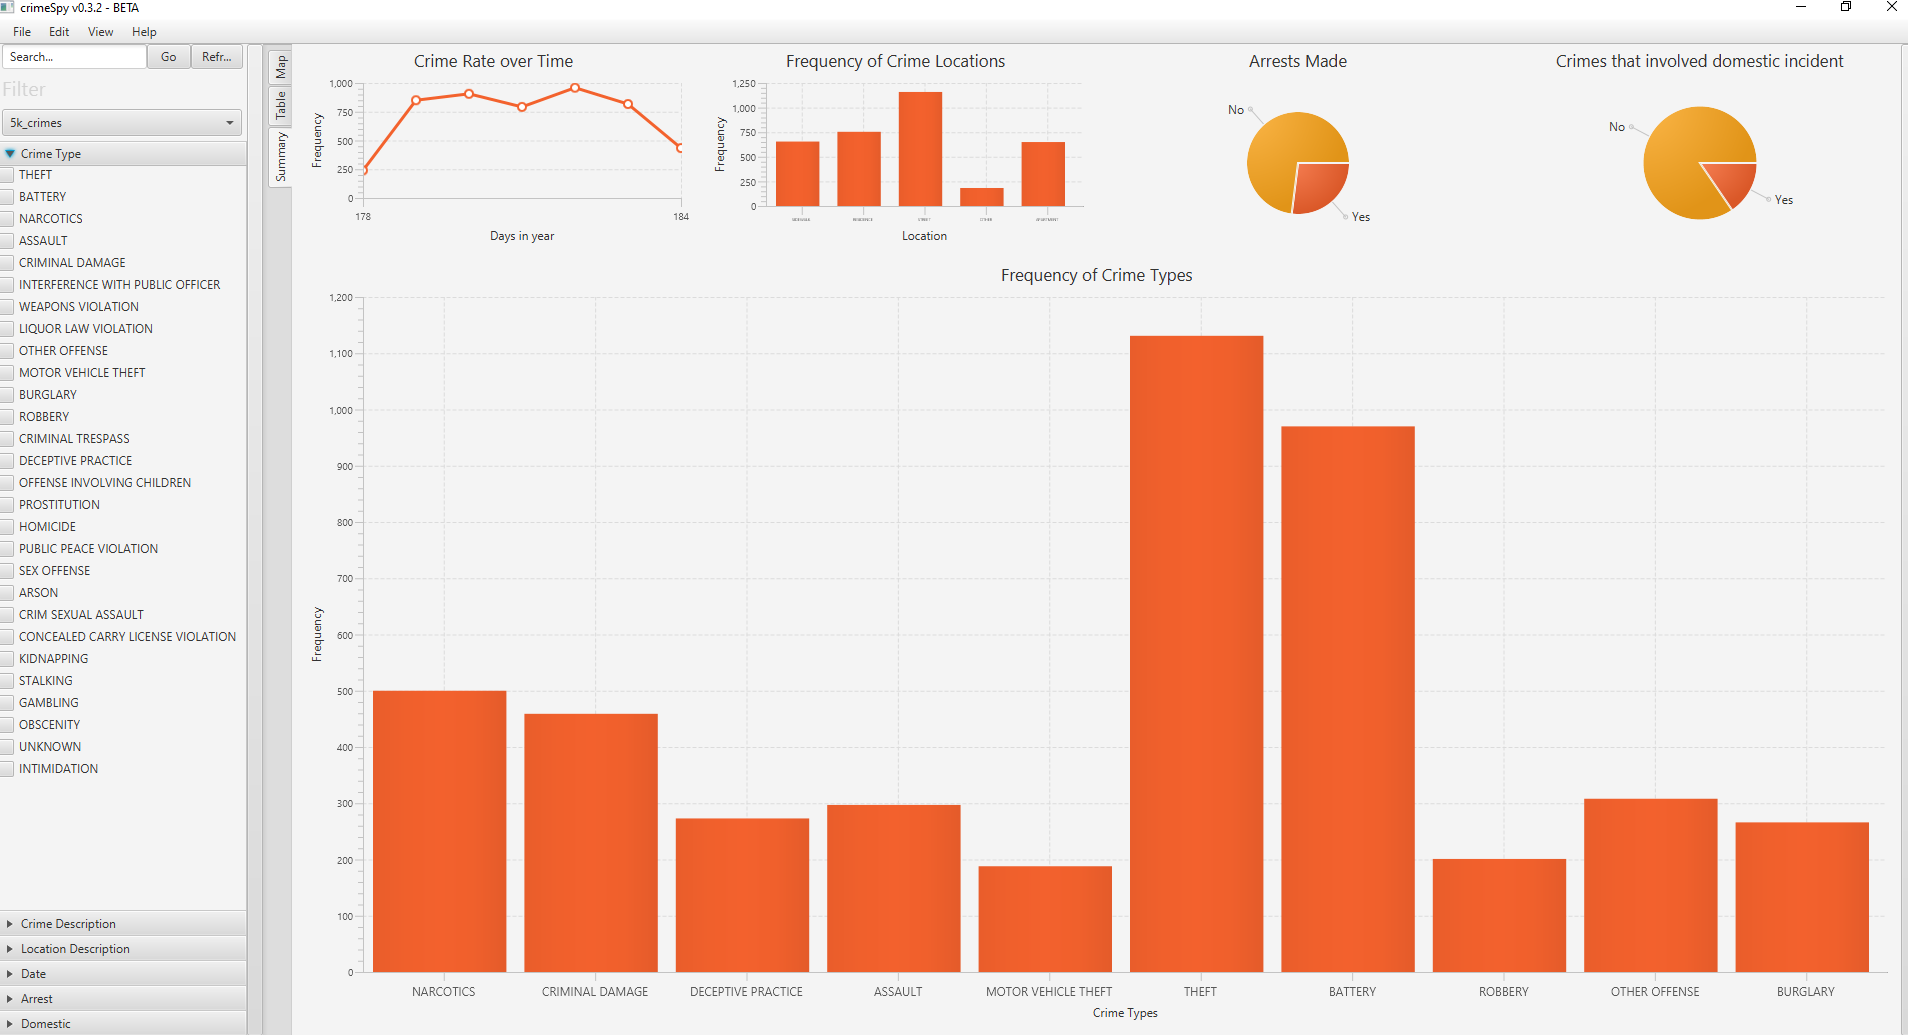 crimeSpy v0.3.2 - BETA
File Edit View Help
Search... Go Refr...
Filter
5k_crimes
Crime Type
THEFT
BATTERY
NARCOTICS
ASSAULT
CRIMINAL DAMAGE
INTERFERENCE WITH PUBLIC OFFICER
WEAPONS VIOLATION
LIQUOR LAW VIOLATION
OTHER OFFENSE
MOTOR VEHICLE THEFT
BURGLARY
ROBBERY
CRIMINAL TRESPASS
DECEPTIVE PRACTICE
OFFENSE INVOLVING CHILDREN
PROSTITUTION
HOMICIDE
PUBLIC PEACE VIOLATION
SEX OFFENSE
ARSON
CRIM SEXUAL ASSAULT
CONCEALED CARRY LICENSE VIOLATION
KIDNAPPING
STALKING
GAMBLING
OBSCENITY
UNKNOWN
INTIMIDATION
Crime Description
Location Description
Date
Arrest
Domestic
Map
Table
Summary
Crime Rate over Time
Frequency
1,000
750
500
250
0
178 184
Days in year
Frequency of Crime Locations
Frequency
1,250
1,000
750
500
250
0
SIDEWALK RESIDENCE STREET OTHER APARTMENT
Location
Arrests Made
No
Yes
Crimes that involved domestic incident
No
Yes
Frequency of Crime Types
Frequency
1,200
1,100
1,000
900
800
700
600
500
400
300
200
100
0
NARCOTICS CRIMINAL DAMAGE DECEPTIVE PRACTICE ASSAULT MOTOR VEHICLE THEFT THEFT BATTERY ROBBERY OTHER OFFENSE BURGLARY
Crime Types